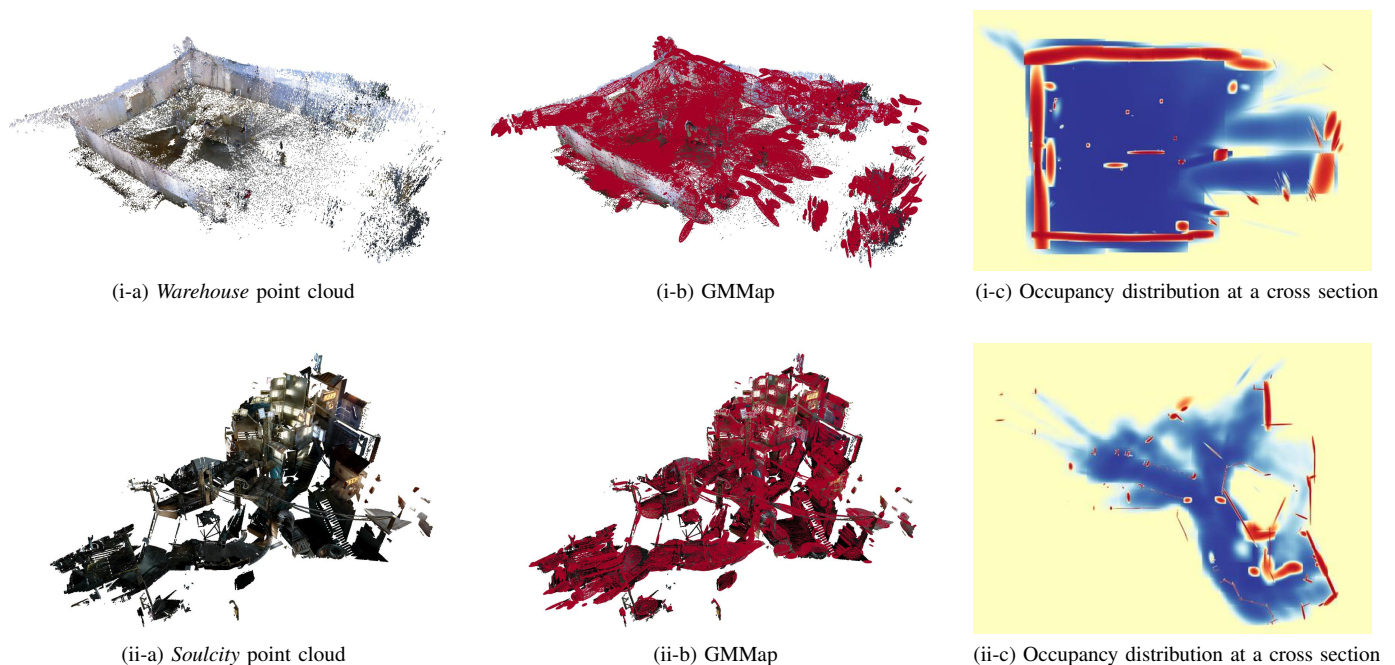 (i-a) Warehouse point cloud
(i-b) GMMap
(i-c) Occupancy distribution at a cross section
(ii-a) Soulcity point cloud
(ii-b) GMMap
(ii-c) Occupancy distribution at a cross section